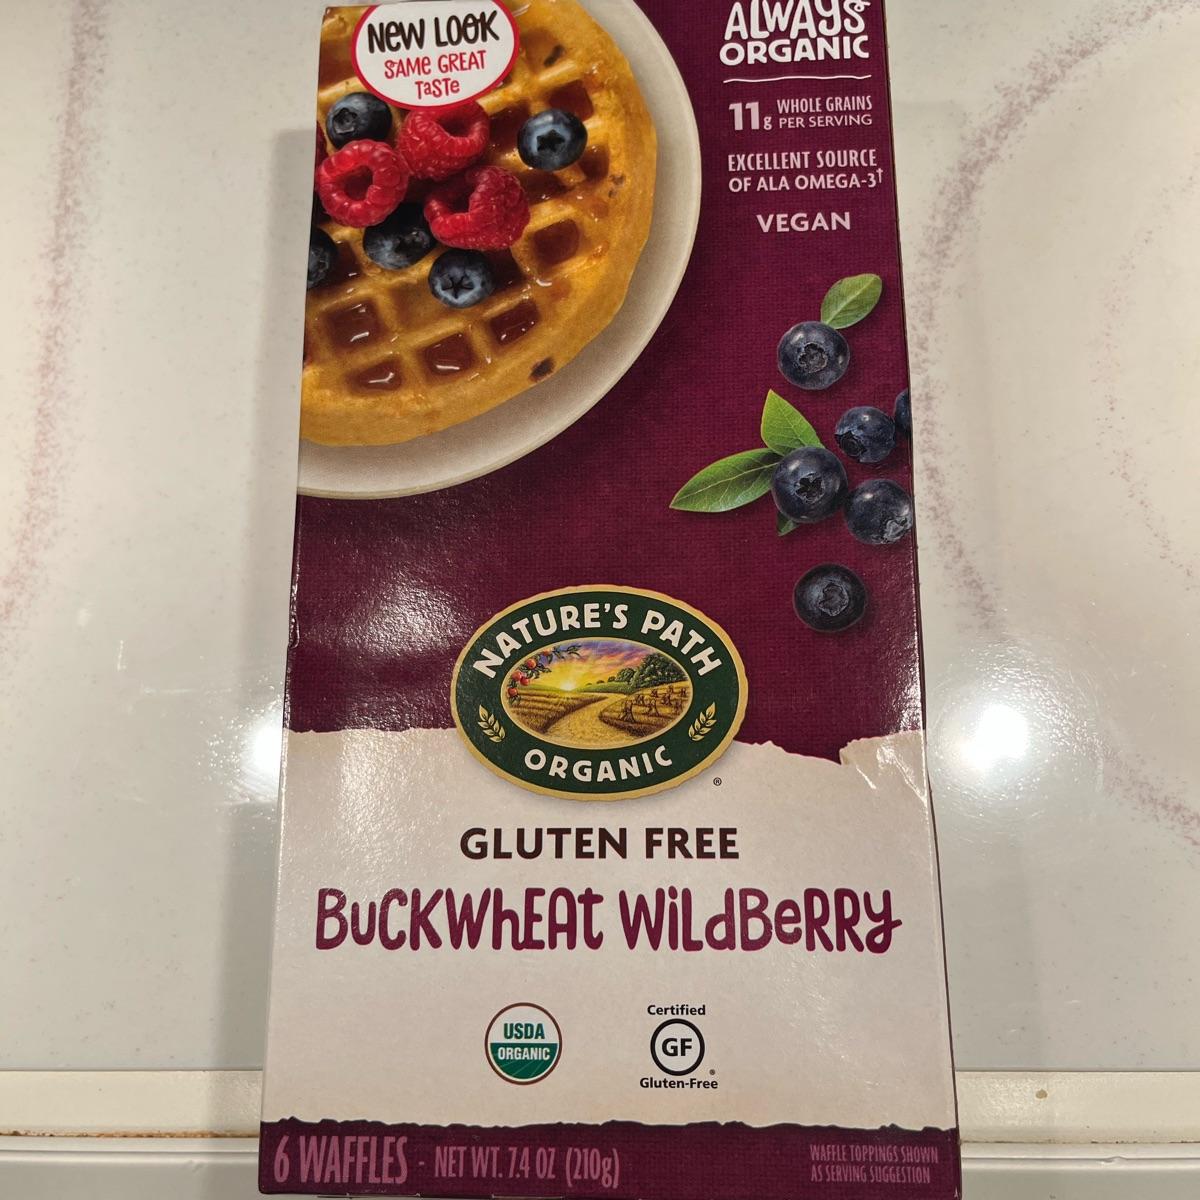 NEW LOOK
SAME GREAT
TaSTe
ALWAYS
ORGANIC
11g WHOLE GRAINS
PER SERVING
EXCELLENT SOURCE
OF ALA OMEGA-3†
VEGAN
NATURE'S PATH
ORGANIC
®
GLUTEN FREE
BuCKWhEAt WiLdBeRRy
USDA
ORGANIC
Certified
GF
®
Gluten-Free
6 WAFFLES - NET WT. 7.4 OZ (210g)
WAFFLE TOPPINGS SHOWN
AS SERVING SUGGESTION